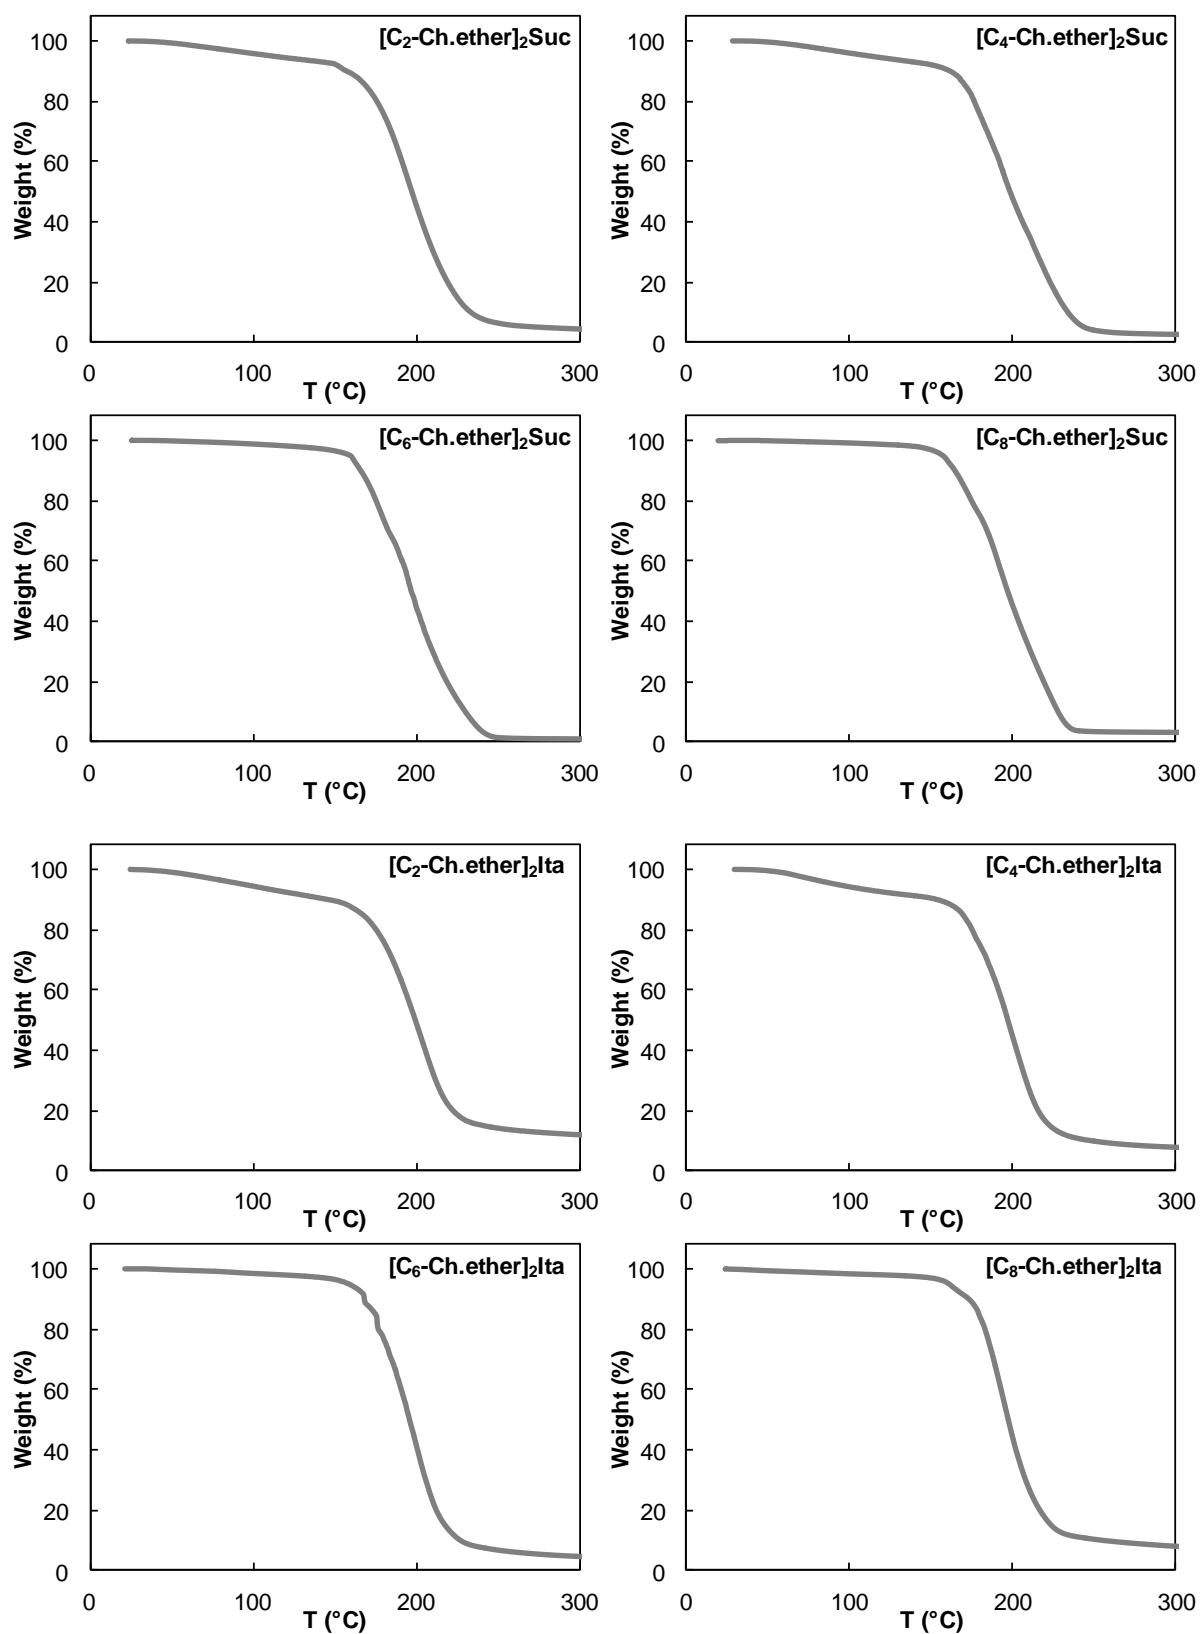 [C₂-Ch.ether]₂Suc
Weight (%)
100
80
60
40
20
0
0 100 200 300
T (°C)
[C₄-Ch.ether]₂Suc
Weight (%)
100
80
60
40
20
0
0 100 200 300
T (°C)
[C₆-Ch.ether]₂Suc
Weight (%)
100
80
60
40
20
0
0 100 200 300
T (°C)
[C₈-Ch.ether]₂Suc
Weight (%)
100
80
60
40
20
0
0 100 200 300
T (°C)
[C₂-Ch.ether]₂Ita
Weight (%)
100
80
60
40
20
0
0 100 200 300
T (°C)
[C₄-Ch.ether]₂Ita
Weight (%)
100
80
60
40
20
0
0 100 200 300
T (°C)
[C₆-Ch.ether]₂Ita
Weight (%)
100
80
60
40
20
0
0 100 200 300
T (°C)
[C₈-Ch.ether]₂Ita
Weight (%)
100
80
60
40
20
0
0 100 200 300
T (°C)